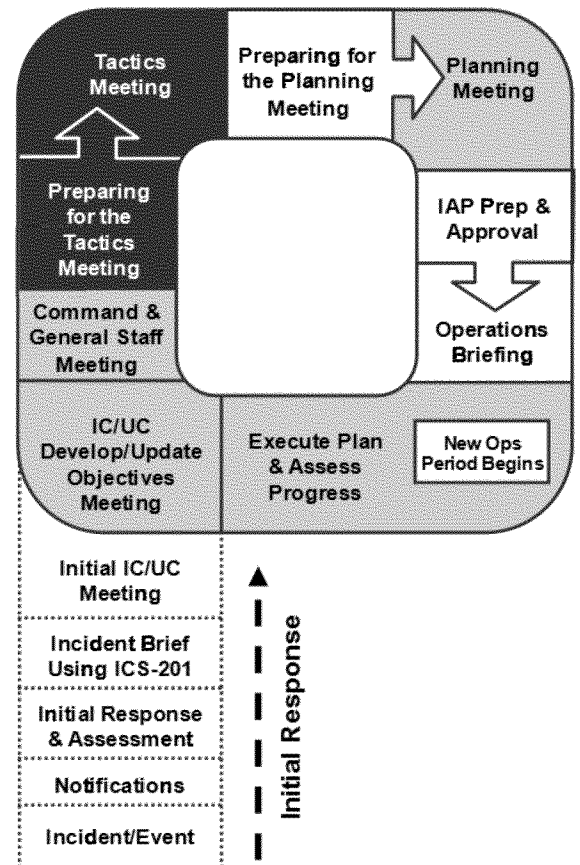 Tactics
Meeting
Preparing for
the Planning
Meeting
Planning
Meeting
Preparing
for the
Tactics
Meeting
IAP Prep &
Approval
Command &
General Staff
Meeting
Operations
Briefing
IC/UC
Develop/Update
Objectives
Meeting
Execute Plan
& Assess
Progress
New Ops
Period Begins
Initial IC/UC
Meeting
Incident Brief
Using ICS-201
Initial Response
& Assessment
Notifications
Incident/Event
Initial Response